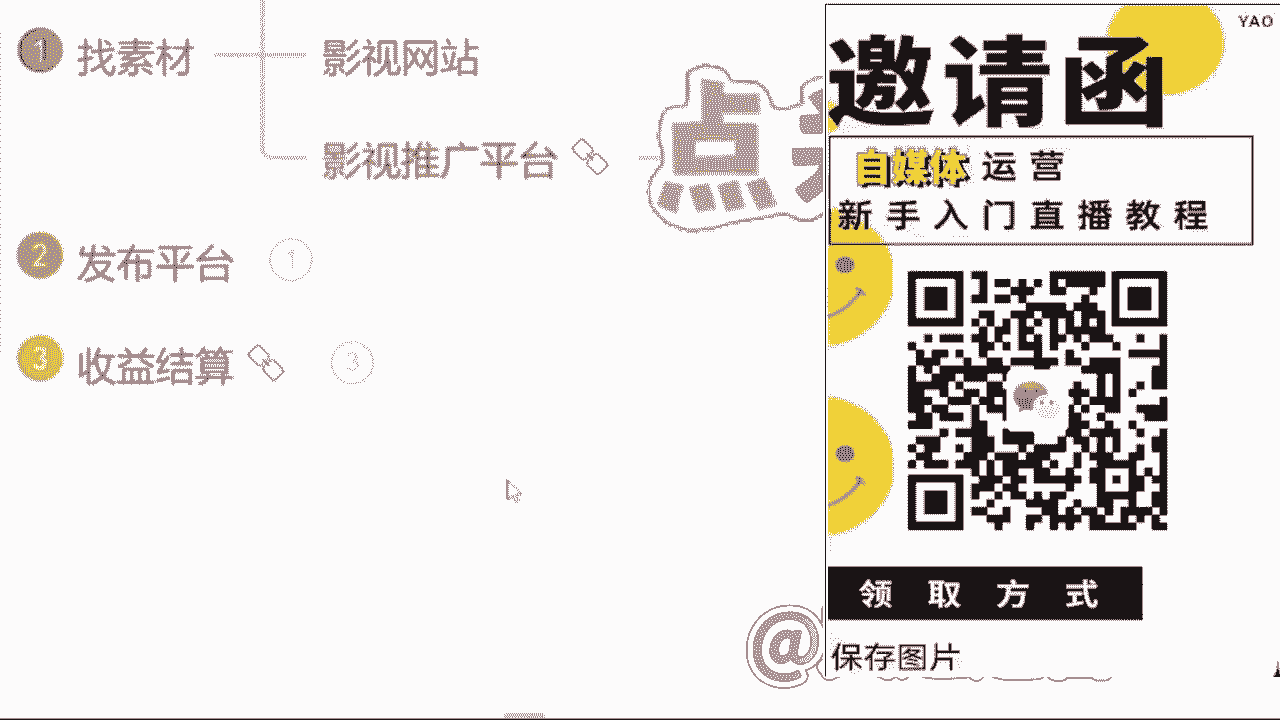 1 找素材
影视网站
影视推广平台
点
2 发布平台 1
3 收益结算 3
@
YAO
邀请函
自媒体运营
新手入门直播教程
领取方式
保存图片